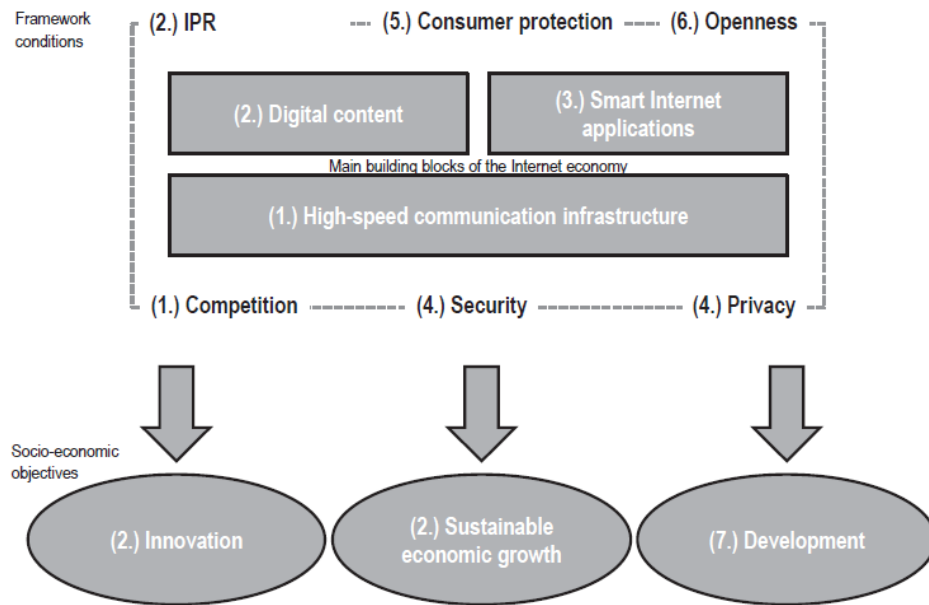 Framework
conditions
(2.) IPR
(5.) Consumer protection
(6.) Openness
(2.) Digital content
(3.) Smart Internet
applications
Main building blocks of the Internet economy
(1.) High-speed communication infrastructure
(1.) Competition
(4.) Security
(4.) Privacy
Socio-economic
objectives
(2.) Innovation
(2.) Sustainable
economic growth
(7.) Development